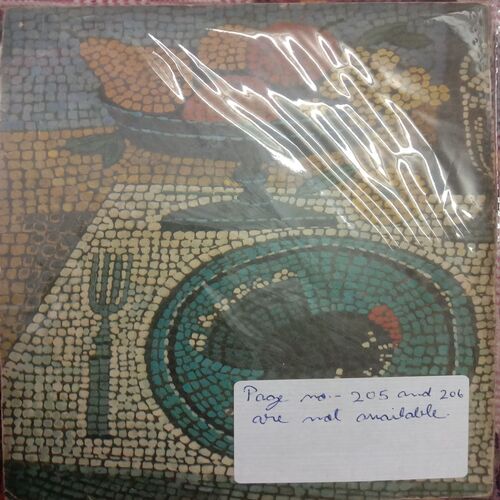 Page no.- 205 and 206
are not available.